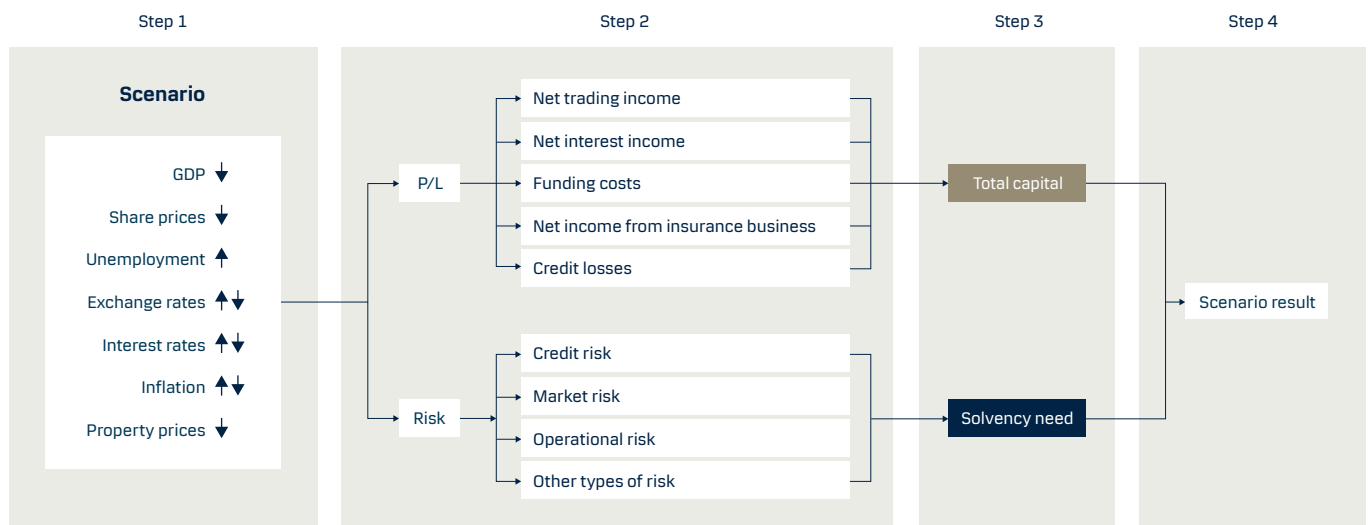 Step 1
Step 2
Step 3
Step 4
Scenario
GDP
Share prices
Unemployment
Exchange rates
Interest rates
Inflation
Property prices
P/L
Net trading income
Net interest income
Funding costs
Net income from insurance business
Credit losses
Risk
Credit risk
Market risk
Operational risk
Other types of risk
Total capital
Solvency need
Scenario result